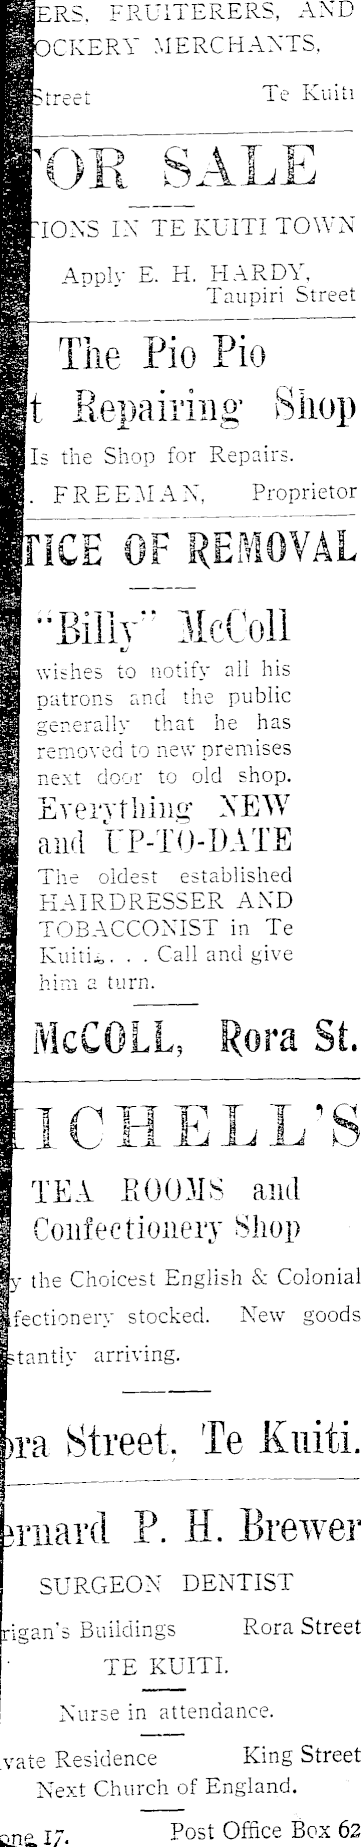 ERS, FRUITERERS, AND
OCKERY MERCHANTS,
Street Te Kuiti
FOR SALE
TIONS IN TE KUITI TOWN
Apply E. H. HARDY,
Taupiri Street
The Pio Pio
t Repairing Shop
Is the Shop for Repairs.
. FREEMAN, Proprietor
TICE OF REMOVAL
"Billy" McColl
wishes to notify all his
patrons and the public
generally that he has
removed to new premises
next door to old shop.
Everything NEW
and UP-TO-DATE
The oldest established
HAIRDRESSER AND
TOBACCONIST in Te
Kuiti. . . . Call and give
him a turn.
McCOLL, Rora St.
MICHELL'S
TEA ROOMS and
Confectionery Shop
y the Choicest English & Colonial
fectionery stocked. New goods
stantly arriving.
ora Street, Te Kuiti.
ernard P. H. Brewer
SURGEON DENTIST
rigan's Buildings Rora Street
TE KUITI.
Nurse in attendance.
vate Residence King Street
Next Church of England.
one 17. Post Office Box 62